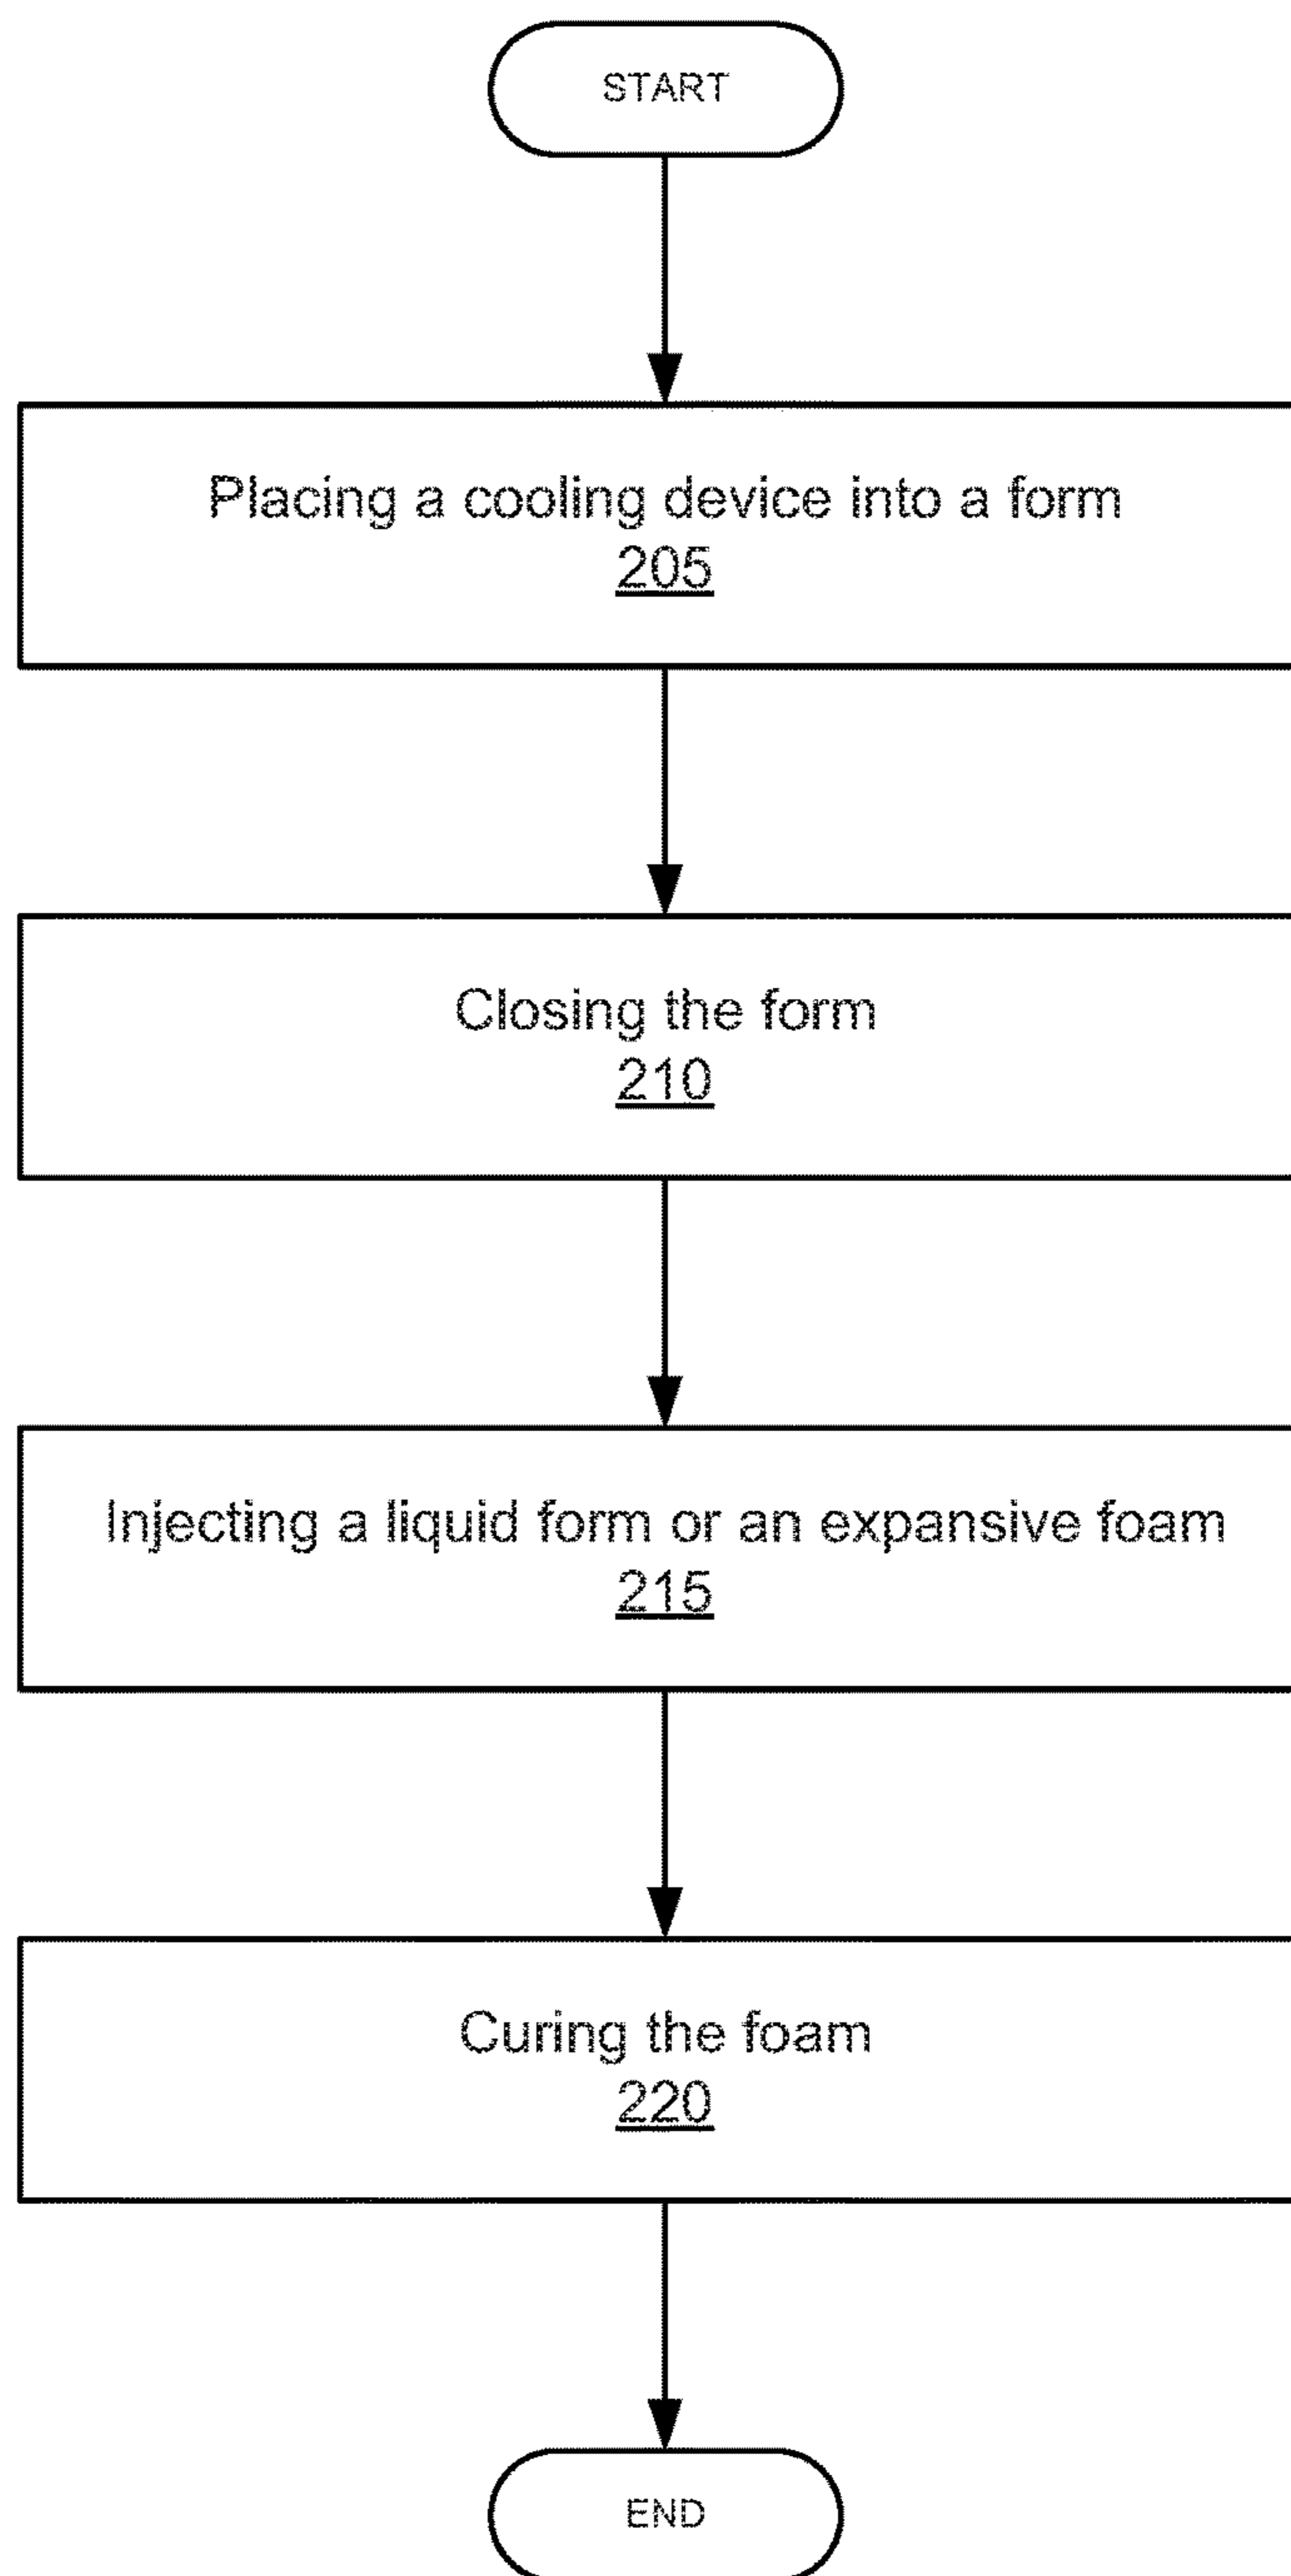 START
Placing a cooling device into a form
205
Closing the form
210
Injecting a liquid form or an expansive foam
215
Curing the foam
220
END